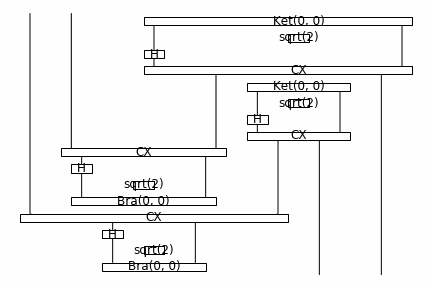 Ket(0, 0)
sqrt(2)
H
CX
Ket(0, 0)
sqrt(2)
H
CX
CX
H
sqrt(2)
Bra(0, 0)
CX
H
sqrt(2)
Bra(0, 0)